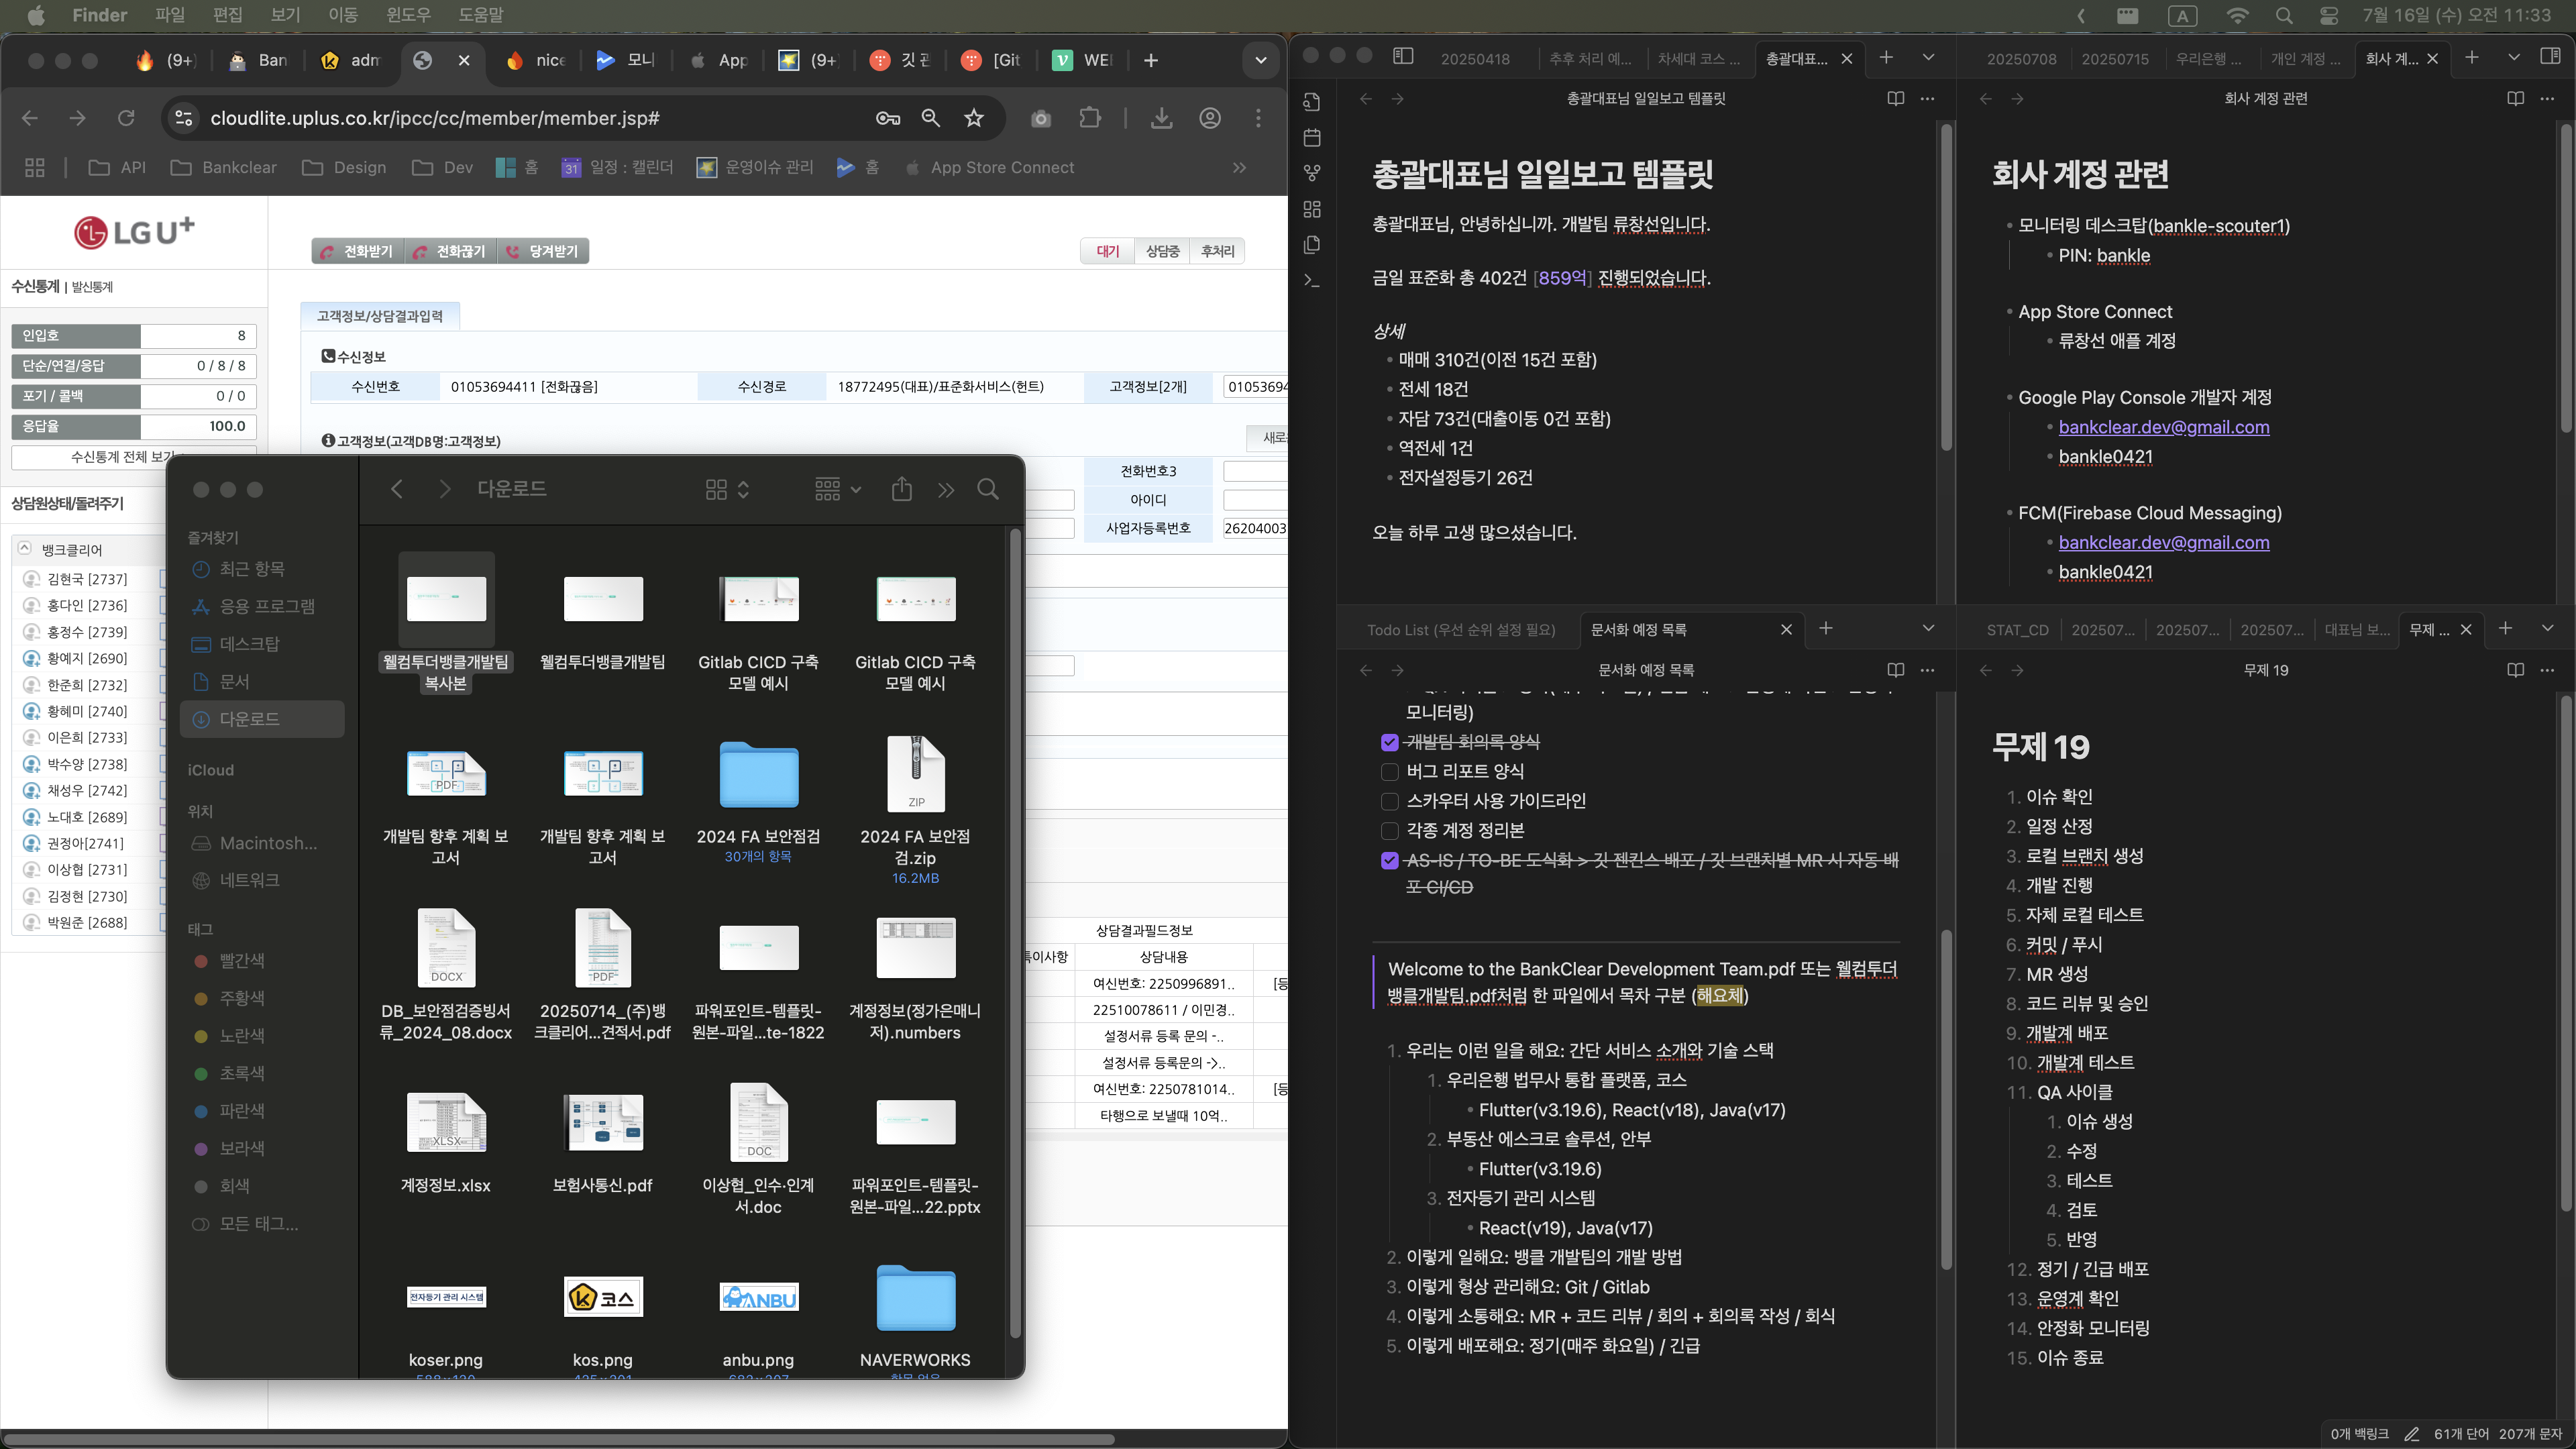 Finder 파일 편집 보기 이동 윈도우 도움말
A 7월 16일 (수) 오전 11:33
(9+) Ban adm nice 모니 App (9+ 깃 [Git WEI
cloudlite.uplus.co.kr/ipcc/cc/member/member.jsp#
API Bankclear Design Dev 홈 31 일정 : 캘린더 운영이슈 관리 홈 App Store Connect
LG U+
전화받기 전화끊기 당겨받기
대기 상담중 후처리
수신통계 | 발신통계
인입호 8
단순/연결/응답 0 / 8 / 8
포기 / 콜백 0 / 0
응답율 100.0
수신통계 전체 보기
상담원상태/돌려주기
뱅크클리어
김현국 [2737]
홍다인 [2736]
홍정수 [2739]
황예지 [2690]
한준희 [2732]
황혜미 [2740]
이은희 [2733]
박수양 [2738]
채성우 [2742]
노대호 [2689]
권정아[2741]
이상협 [2731]
김정현 [2730]
박원준 [2688]
고객정보/상담결과입력
수신정보
수신번호 01053694411 [전화끊음] 수신경로 18772495(대표)/표준화서비스(헌트) 고객정보[2개] 0105369
고객정보(고객DB명:고객정보)
새로
전화번호3
아이디
사업자등록번호 26204003
상담결과필드정보
특이사항 상담내용
여신번호: 2250996891..
22510078611 / 이민경..
설정서류 등록 문의 -..
설정서류 등록문의 ->..
여신번호: 2250781014..
타행으로 보낼때 10억..
다운로드
즐겨찾기
최근 항목
응용 프로그램
데스크탑
문서
다운로드
iCloud
위치
Macintosh...
네트워크
태그
빨간색
주황색
노란색
초록색
파란색
보라색
회색
모든 태그...
웰컴투더뱅클개발팀 복사본
웰컴투더뱅클개발팀
Gitlab CICD 구축 모델 예시
Gitlab CICD 구축 모델 예시
PDF
개발팀 향후 계획 보고서
개발팀 향후 계획 보고서
2024 FA 보안점검
30개의 항목
ZIP
2024 FA 보안점검.zip
16.2MB
DOCX
DB_보안점검증빙서류_2024_08.docx
PDF
20250714_(주)뱅크클리어...견적서.pdf
파워포인트-템플릿-원본-파일...te-1822
계정정보(정가은매니저).numbers
XLSX
계정정보.xlsx
보험사통신.pdf
DOC
이상협_인수·인계서.doc
파워포인트-템플릿-원본-파일...22.pptx
전자등기 관리 시스템
koser.png
코스
kos.png
ANBU
anbu.png
NAVERWORKS
20250418 추후 처리 예... 차세대 코스 ... 총괄대표...
총괄대표님 일일보고 템플릿
총괄대표님 일일보고 템플릿
총괄대표님, 안녕하십니까. 개발팀 류창선입니다.
금일 표준화 총 402건 [859억] 진행되었습니다.
상세
매매 310건(이전 15건 포함)
전세 18건
자담 73건(대출이동 0건 포함)
역전세 1건
전자설정등기 26건
오늘 하루 고생 많으셨습니다.
20250708 20250715 우리은행 ... 개인 계정 ... 회사 계...
회사 계정 관련
회사 계정 관련
모니터링 데스크탑(bankle-scouter1)
PIN: bankle
App Store Connect
류창선 애플 계정
Google Play Console 개발자 계정
bankclear.dev@gmail.com
bankle0421
FCM(Firebase Cloud Messaging)
bankclear.dev@gmail.com
bankle0421
Todo List (우선 순위 설정 필요) 문서화 예정 목록
문서화 예정 목록
모니터링)
개발팀 회의록 양식
버그 리포트 양식
스카우터 사용 가이드라인
각종 계정 정리본
AS-IS / TO-BE 도식화 > 깃 젠킨스 배포 / 깃 브랜치별 MR 시 자동 배
포 CI/CD
Welcome to the BankClear Development Team.pdf 또는 웰컴투더
뱅클개발팀.pdf처럼 한 파일에서 목차 구분 (해요체)
1. 우리는 이런 일을 해요: 간단 서비스 소개와 기술 스택
1. 우리은행 법무사 통합 플랫폼, 코스
Flutter(v3.19.6), React(v18), Java(v17)
2. 부동산 에스크로 솔루션, 안부
Flutter(v3.19.6)
3. 전자등기 관리 시스템
React(v19), Java(v17)
2. 이렇게 일해요: 뱅클 개발팀의 개발 방법
3. 이렇게 형상 관리해요: Git / Gitlab
4. 이렇게 소통해요: MR + 코드 리뷰 / 회의 + 회의록 작성 / 회식
5. 이렇게 배포해요: 정기(매주 화요일) / 긴급
STAT_CD 202507... 202507... 202507... 대표님 보... 무제 ...
무제 19
무제 19
1. 이슈 확인
2. 일정 산정
3. 로컬 브랜치 생성
4. 개발 진행
5. 자체 로컬 테스트
6. 커밋 / 푸시
7. MR 생성
8. 코드 리뷰 및 승인
9. 개발계 배포
10. 개발계 테스트
11. QA 사이클
1. 이슈 생성
2. 수정
3. 테스트
4. 검토
5. 반영
12. 정기 / 긴급 배포
13. 운영계 확인
14. 안정화 모니터링
15. 이슈 종료
0개 백링크 61개 단어 207개 문자